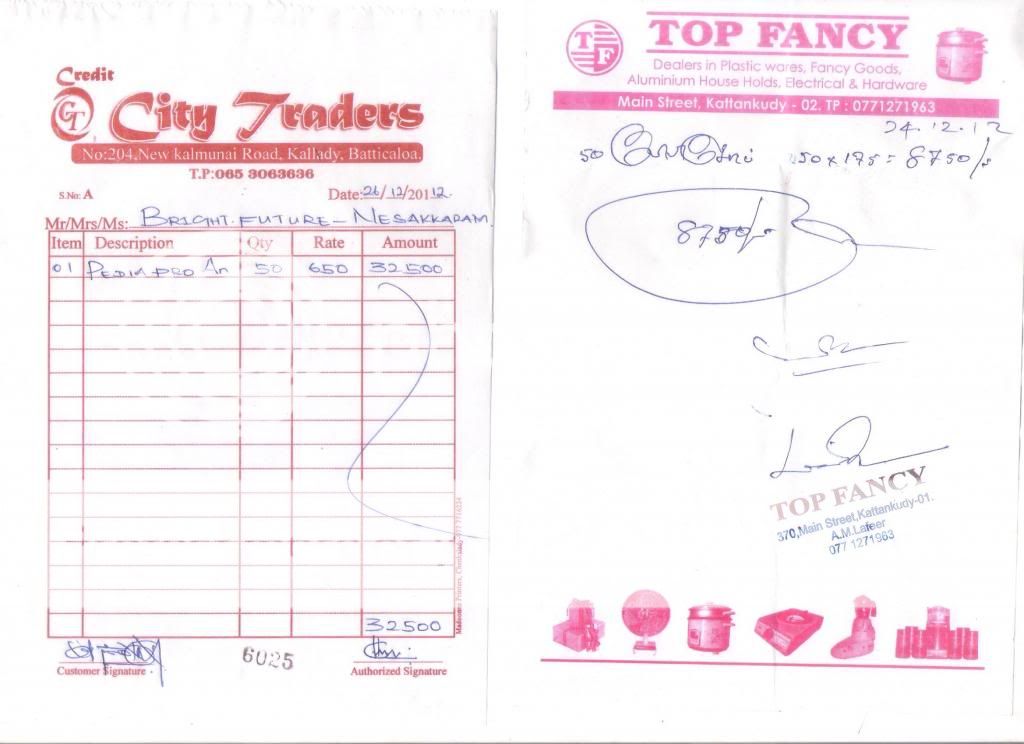 Credit
CT City Traders
No:204,New kalmunai Road, Kallady, Batticaloa.
T.P:065 3063636
S.No: A Date:26/12/20112.
Mr/Mrs/Ms: BRIGHT FUTURE - NESAKKARAM
Item Description Qty Rate Amount
01 50 650 32500
32500
6025
Customer Signature Authorized Signature
TF TOP FANCY
Dealers in Plastic wares, Fancy Goods,
Aluminium House Holds, Electrical & Hardware
Main Street, Kattankudy - 02. TP : 0771271963
24.12.12
50 50 x 175 = 8750/=
8750/=
TOP FANCY
370,Main Street,Kattankudy-01.
A.M.Lafeer
077 1271963